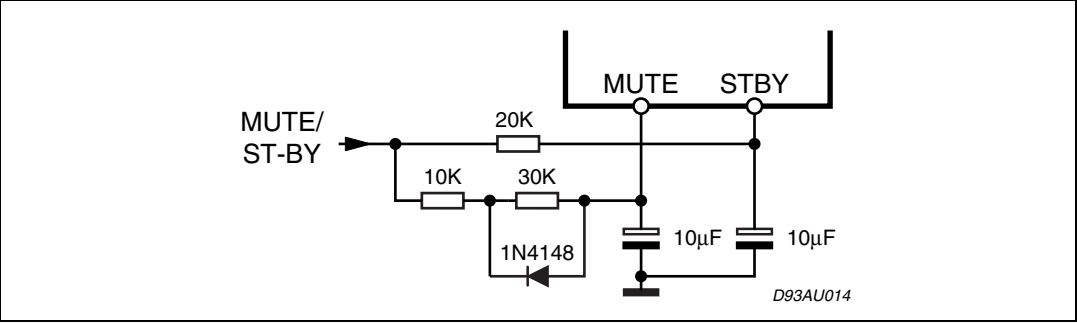 MUTE STBY
MUTE/
ST-BY
20K
10K 30K
1N4148
10μF 10μF
D93AU014